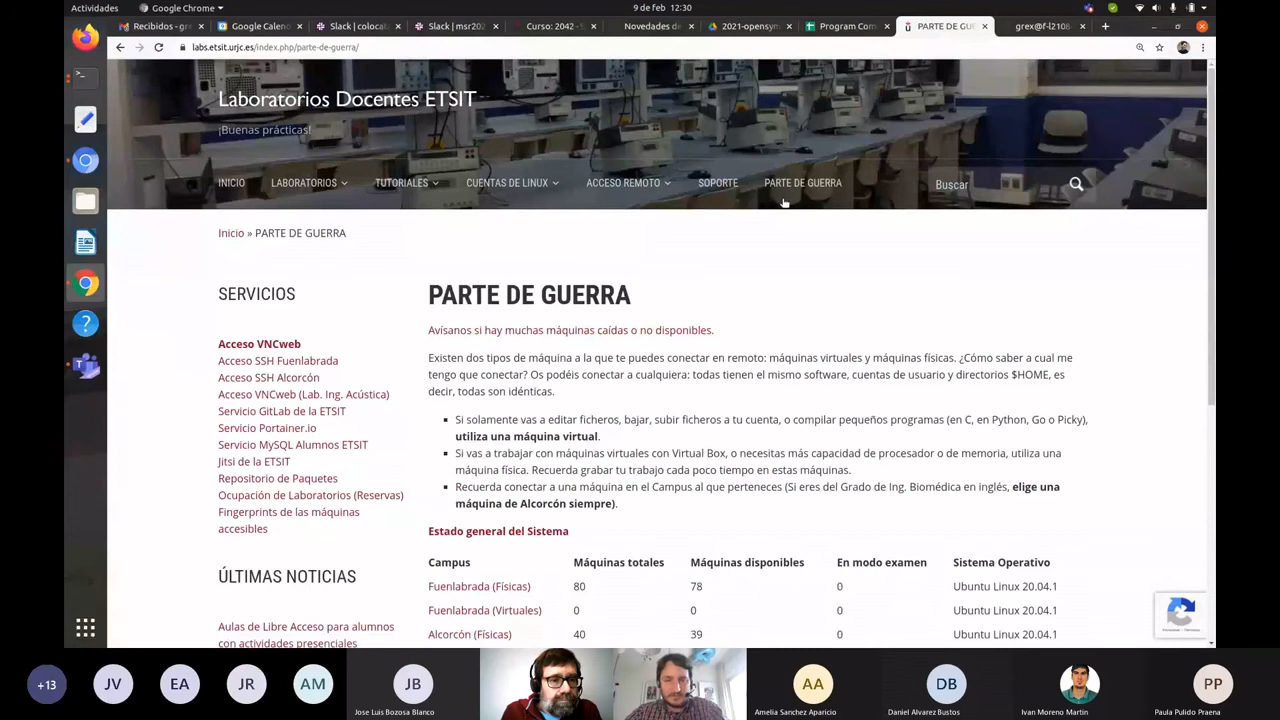 Actividades
Google Chrome
9 de feb 12:30
Recibidos - gre
Google Calen
Slack | coloca
Slack | msr202
Curso: 2042 - S
Novedades de
2021-opensyn
Program Com
PARTE DE GUE
grex@f-l2108
labs.etsit.urjc.es/index.php/parte-de-guerra/
Laboratorios Docentes ETSIT
¡Buenas prácticas!
INICIO
LABORATORIOS
TUTORIALES
CUENTAS DE LINUX
ACCESO REMOTO
SOPORTE
PARTE DE GUERRA
Buscar
Inicio » PARTE DE GUERRA
SERVICIOS
Acceso VNCweb
Acceso SSH Fuenlabrada
Acceso SSH Alcorcón
Acceso VNCweb (Lab. Ing. Acústica)
Servicio GitLab de la ETSIT
Servicio Portainer.io
Servicio MySQL Alumnos ETSIT
Jitsi de la ETSIT
Repositorio de Paquetes
Ocupación de Laboratorios (Reservas)
Fingerprints de las máquinas
accesibles
ÚLTIMAS NOTICIAS
Aulas de Libre Acceso para alumnos
con actividades presenciales
PARTE DE GUERRA
Avísanos si hay muchas máquinas caídas o no disponibles.
Existen dos tipos de máquina a la que te puedes conectar en remoto: máquinas virtuales y máquinas físicas. ¿Cómo saber a cual me
tengo que conectar? Os podéis conectar a cualquiera: todas tienen el mismo software, cuentas de usuario y directorios $HOME, es
decir, todas son idénticas.
Si solamente vas a editar ficheros, bajar, subir ficheros a tu cuenta, o compilar pequeños programas (en C, en Python, Go o Picky),
utiliza una máquina virtual.
Si vas a trabajar con máquinas virtuales con Virtual Box, o necesitas más capacidad de procesador o de memoria, utiliza una
máquina física. Recuerda grabar tu trabajo cada poco tiempo en estas máquinas.
Recuerda conectar a una máquina en el Campus al que perteneces (Si eres del Grado de Ing. Biomédica en inglés, elige una
máquina de Alcorcón siempre).
Estado general del Sistema
Campus Máquinas totales Máquinas disponibles En modo examen Sistema Operativo
Fuenlabrada (Físicas) 80 78 0 Ubuntu Linux 20.04.1
Fuenlabrada (Virtuales) 0 0 0 Ubuntu Linux 20.04.1
Alcorcón (Físicas) 40 39 0 Ubuntu Linux 20.04.1
+13
JV
EA
JR
AM
JB
Jose Luis Bozosa Blanco
AA
Amelia Sanchez Aparicio
DB
Daniel Alvarez Bustos
Ivan Moreno Martin
PP
Paula Pulido Praena